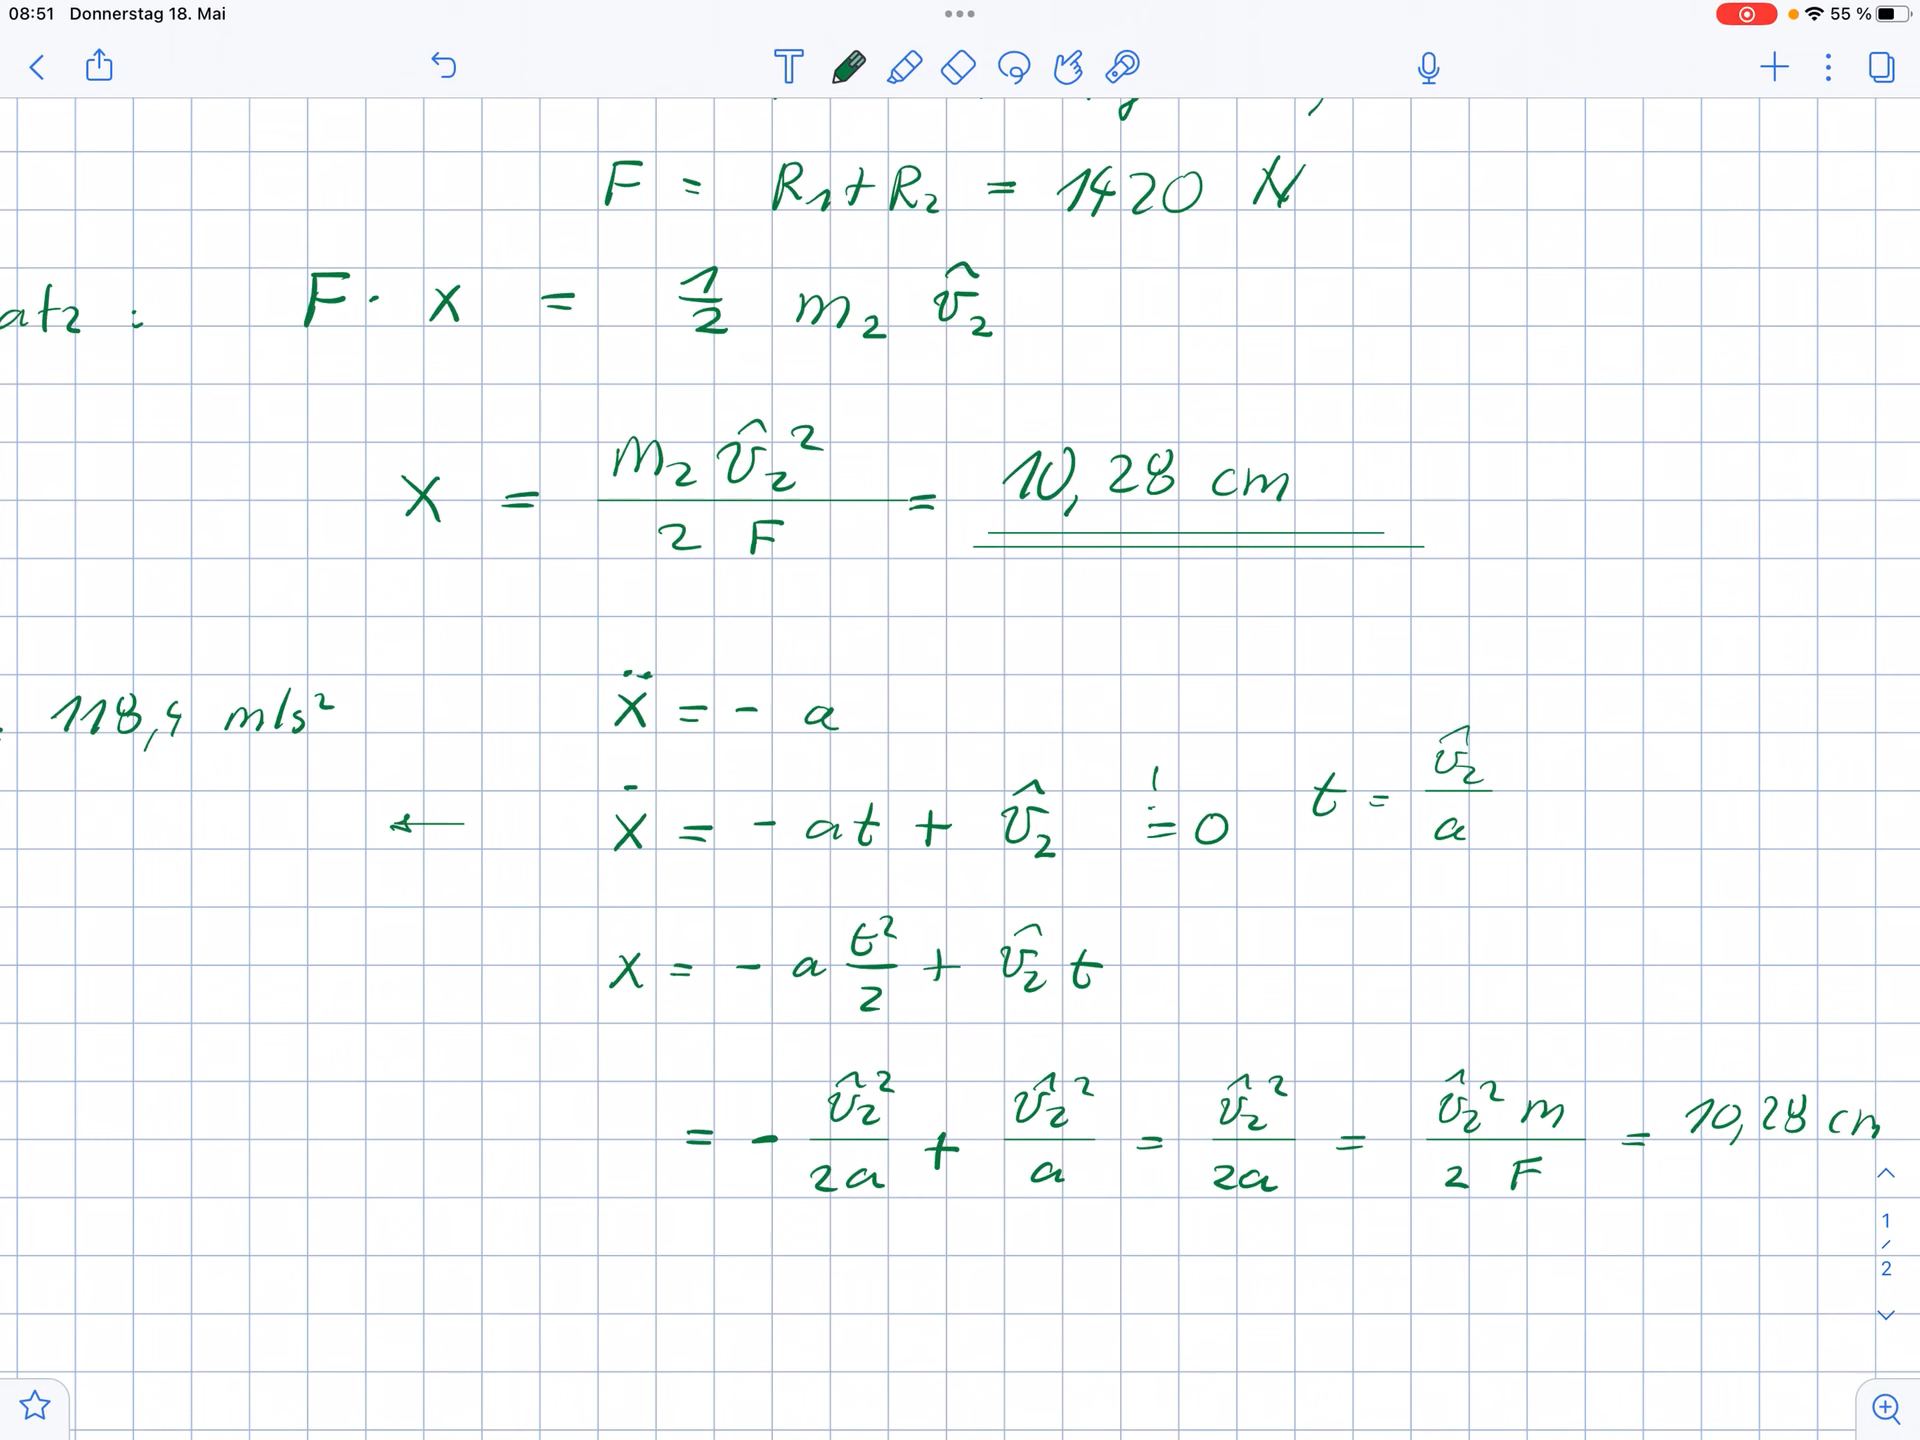 08:51 Donnerstag 18. Mai 55 %
F = R₁+R₂ = 1420 N
atz : F · x = 1/2 m₂ v̂₂
x = m₂ v̂₂² / 2 F = 10,28 cm
118,4 m/s² ẍ = - a
← ẋ = - at + v̂₂ != 0 t = v̂₂ / a
x = - a t²/2 + v̂₂ t
= - v̂₂²/2a + v̂₂²/a = v̂₂²/2a = v̂₂² m / 2 F = 10,28 cm
1
/
2